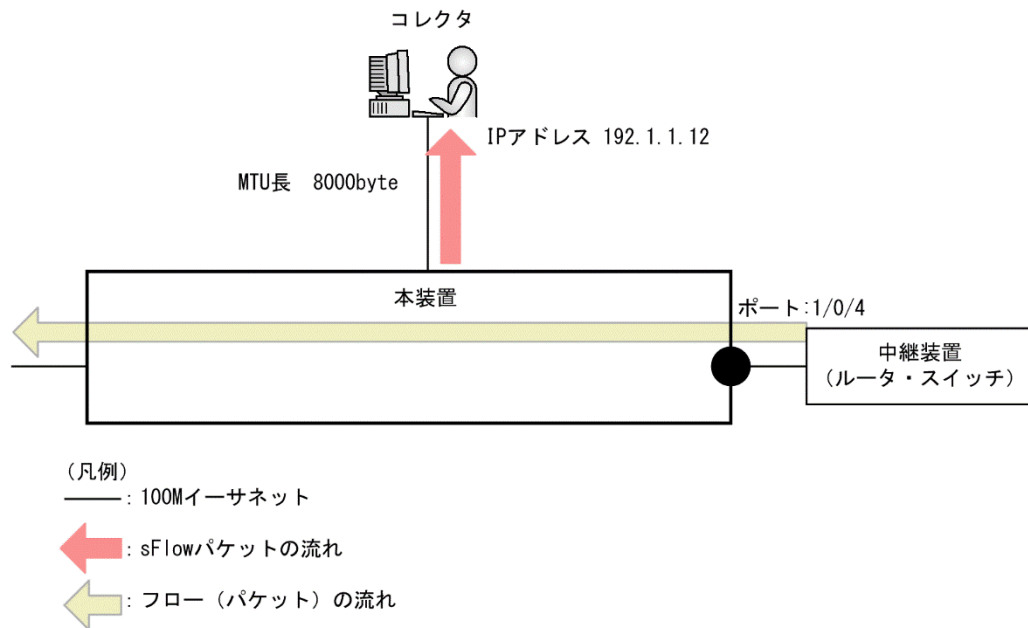 コレクタ
IPアドレス 192.1.1.12
MTU長 8000byte
本装置
ポート:1/0/4
中継装置
(ルータ・スイッチ)
(凡例)
: 100Mイーサネット
: sFlowパケットの流れ
: フロー(パケット)の流れ